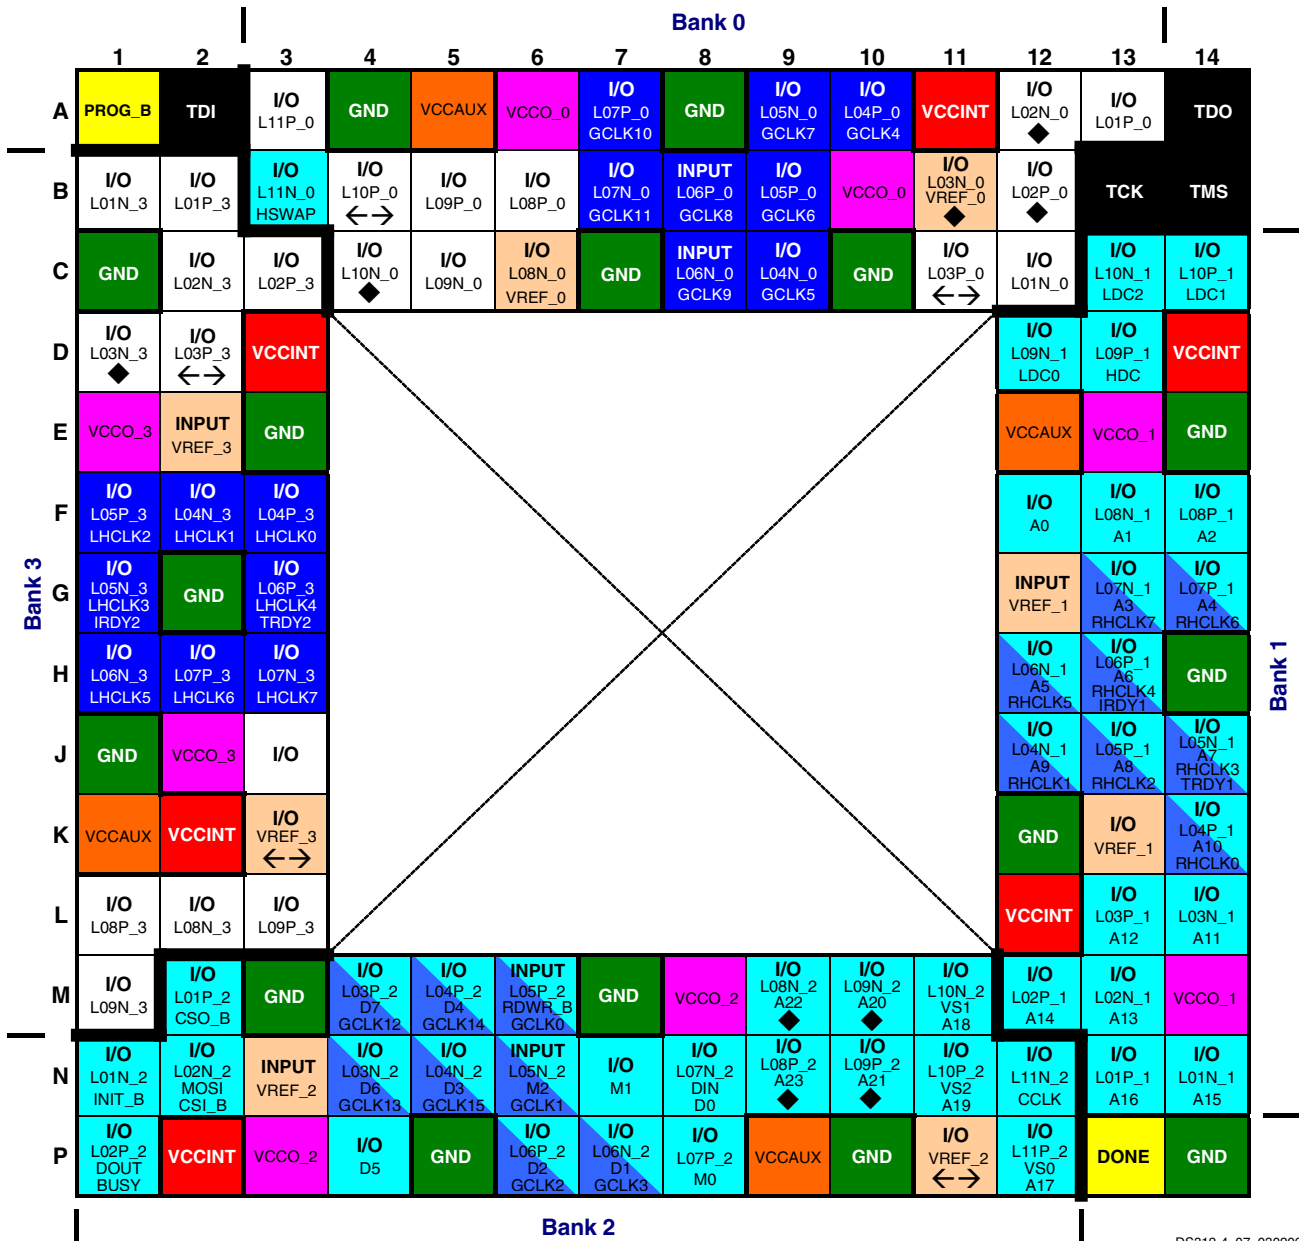 Bank 0
1 2 3 4 5 6 7 8 9 10 11 12 13 14
A
PROG_B
TDI
I/O
L11P_0
GND
VCCAUX
VCCO_0
I/O
L07P_0
GCLK10
GND
I/O
L05N_0
GCLK7
I/O
L04P_0
GCLK4
VCCINT
I/O
L02N_0
◆
I/O
L01P_0
TDO
B
I/O
L01N_3
I/O
L01P_3
I/O
L11N_0
HSWAP
I/O
L10P_0
←→
I/O
L09P_0
I/O
L08P_0
I/O
L07N_0
GCLK11
INPUT
L06P_0
GCLK8
I/O
L05P_0
GCLK6
VCCO_0
I/O
L03N_0
VREF_0
◆
I/O
L02P_0
◆
TCK
TMS
C
GND
I/O
L02N_3
I/O
L02P_3
I/O
L10N_0
◆
I/O
L09N_0
I/O
L08N_0
VREF_0
GND
INPUT
L06N_0
GCLK9
I/O
L04N_0
GCLK5
GND
I/O
L03P_0
←→
I/O
L01N_0
I/O
L10N_1
LDC2
I/O
L10P_1
LDC1
D
I/O
L03N_3
◆
I/O
L03P_3
←→
VCCINT
I/O
L09N_1
LDC0
I/O
L09P_1
HDC
VCCINT
E
VCCO_3
INPUT
VREF_3
GND
VCCAUX
VCCO_1
GND
F
I/O
L05P_3
LHCLK2
I/O
L04N_3
LHCLK1
I/O
L04P_3
LHCLK0
I/O
A0
I/O
L08N_1
A1
I/O
L08P_1
A2
Bank 3
G
I/O
L05N_3
LHCLK3
IRDY2
GND
I/O
L06P_3
LHCLK4
TRDY2
INPUT
VREF_1
I/O
L07N_1
A3
RHCLK7
I/O
L07P_1
A4
RHCLK6
H
I/O
L06N_3
LHCLK5
I/O
L07P_3
LHCLK6
I/O
L07N_3
LHCLK7
I/O
L06N_1
A5
RHCLK5
I/O
L06P_1
A6
RHCLK4
IRDY1
GND
Bank 1
J
GND
VCCO_3
I/O
I/O
L04N_1
A9
RHCLK1
I/O
L05P_1
A8
RHCLK2
I/O
L05N_1
A7
RHCLK3
TRDY1
K
VCCAUX
VCCINT
I/O
VREF_3
←→
GND
I/O
VREF_1
I/O
L04P_1
A10
RHCLK0
L
I/O
L08P_3
I/O
L08N_3
I/O
L09P_3
VCCINT
I/O
L03P_1
A12
I/O
L03N_1
A11
M
I/O
L09N_3
I/O
L01P_2
CSO_B
GND
I/O
L03P_2
D7
GCLK12
I/O
L04P_2
D4
GCLK14
INPUT
L05P_2
RDWR_B
GCLK0
GND
VCCO_2
I/O
L08N_2
A22
◆
I/O
L09N_2
A20
◆
I/O
L10N_2
VS1
A18
I/O
L02P_1
A14
I/O
L02N_1
A13
VCCO_1
N
I/O
L01N_2
INIT_B
I/O
L02N_2
MOSI
CSI_B
INPUT
VREF_2
I/O
L03N_2
D6
GCLK13
I/O
L04N_2
D3
GCLK15
INPUT
L05N_2
M2
GCLK1
I/O
M1
I/O
L07N_2
DIN
D0
I/O
L08P_2
A23
◆
I/O
L09P_2
A21
◆
I/O
L10P_2
VS2
A19
I/O
L11N_2
CCLK
I/O
L01P_1
A16
I/O
L01N_1
A15
P
I/O
L02P_2
DOUT
BUSY
VCCINT
VCCO_2
I/O
D5
GND
I/O
L06P_2
D2
GCLK2
I/O
L06N_2
D1
GCLK3
I/O
L07P_2
M0
VCCAUX
GND
I/O
VREF_2
←→
I/O
L11P_2
VS0
A17
DONE
GND
Bank 2